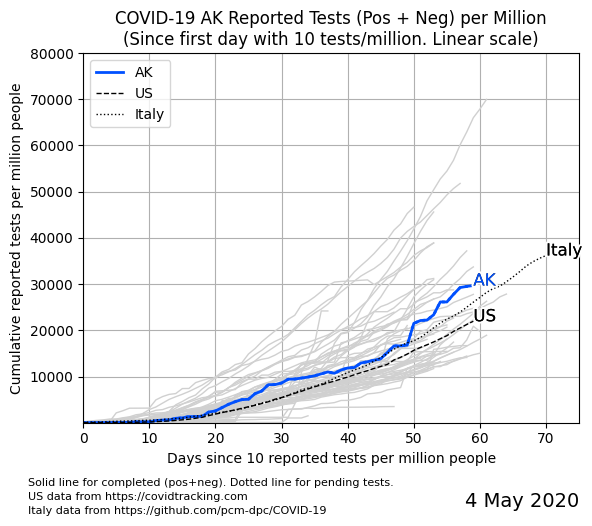 COVID-19 AK Reported Tests (Pos + Neg) per Million
(Since first day with 10 tests/million. Linear scale)
Cumulative reported tests per million people
80000
70000
60000
50000
40000
30000
20000
10000
AK
US
Italy
Italy
AK
US
0 10 20 30 40 50 60 70
Days since 10 reported tests per million people
Solid line for completed (pos+neg). Dotted line for pending tests.
US data from https://covidtracking.com
Italy data from https://github.com/pcm-dpc/COVID-19
4 May 2020